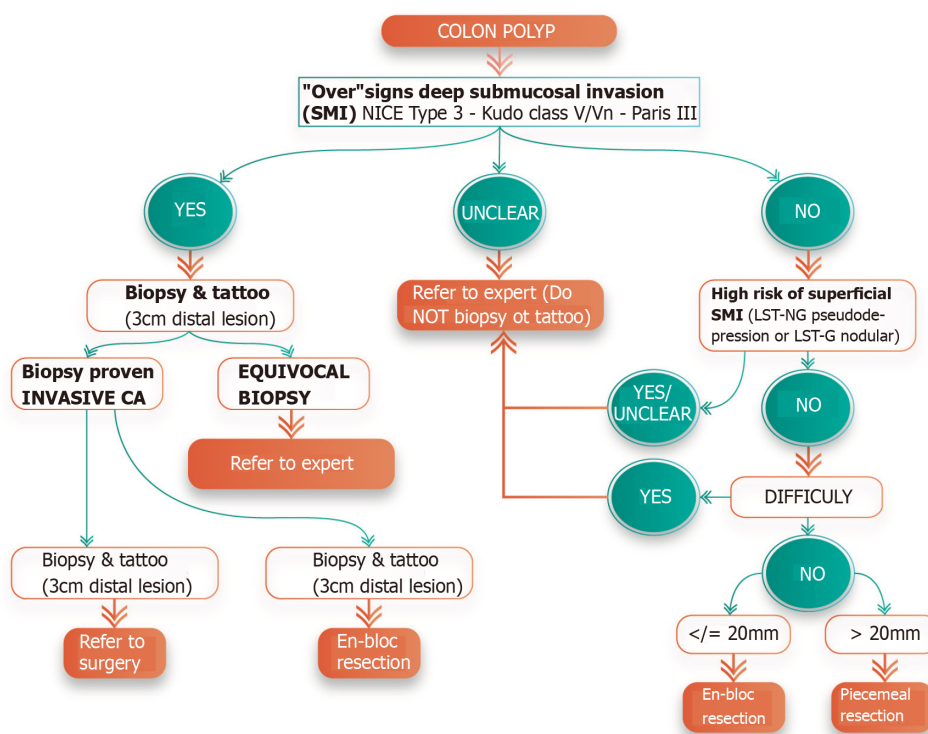 COLON POLYP
"Over"signs deep submucosal invasion
(SMI) NICE Type 3 - Kudo class V/Vn - Paris III
YES
UNCLEAR
NO
Biopsy & tattoo
(3cm distal lesion)
Refer to expert (Do
NOT biopsy ot tattoo)
High risk of superficial
SMI (LST-NG pseudode-
pression or LST-G nodular)
Biopsy proven
INVASIVE CA
EQUIVOCAL
BIOPSY
YES/
UNCLEAR
NO
Refer to expert
YES
DIFFICULY
Biopsy & tattoo
(3cm distal lesion)
Biopsy & tattoo
(3cm distal lesion)
NO
Refer to
surgery
En-bloc
resection
</= 20mm
> 20mm
En-bloc
resection
Piecemeal
resection